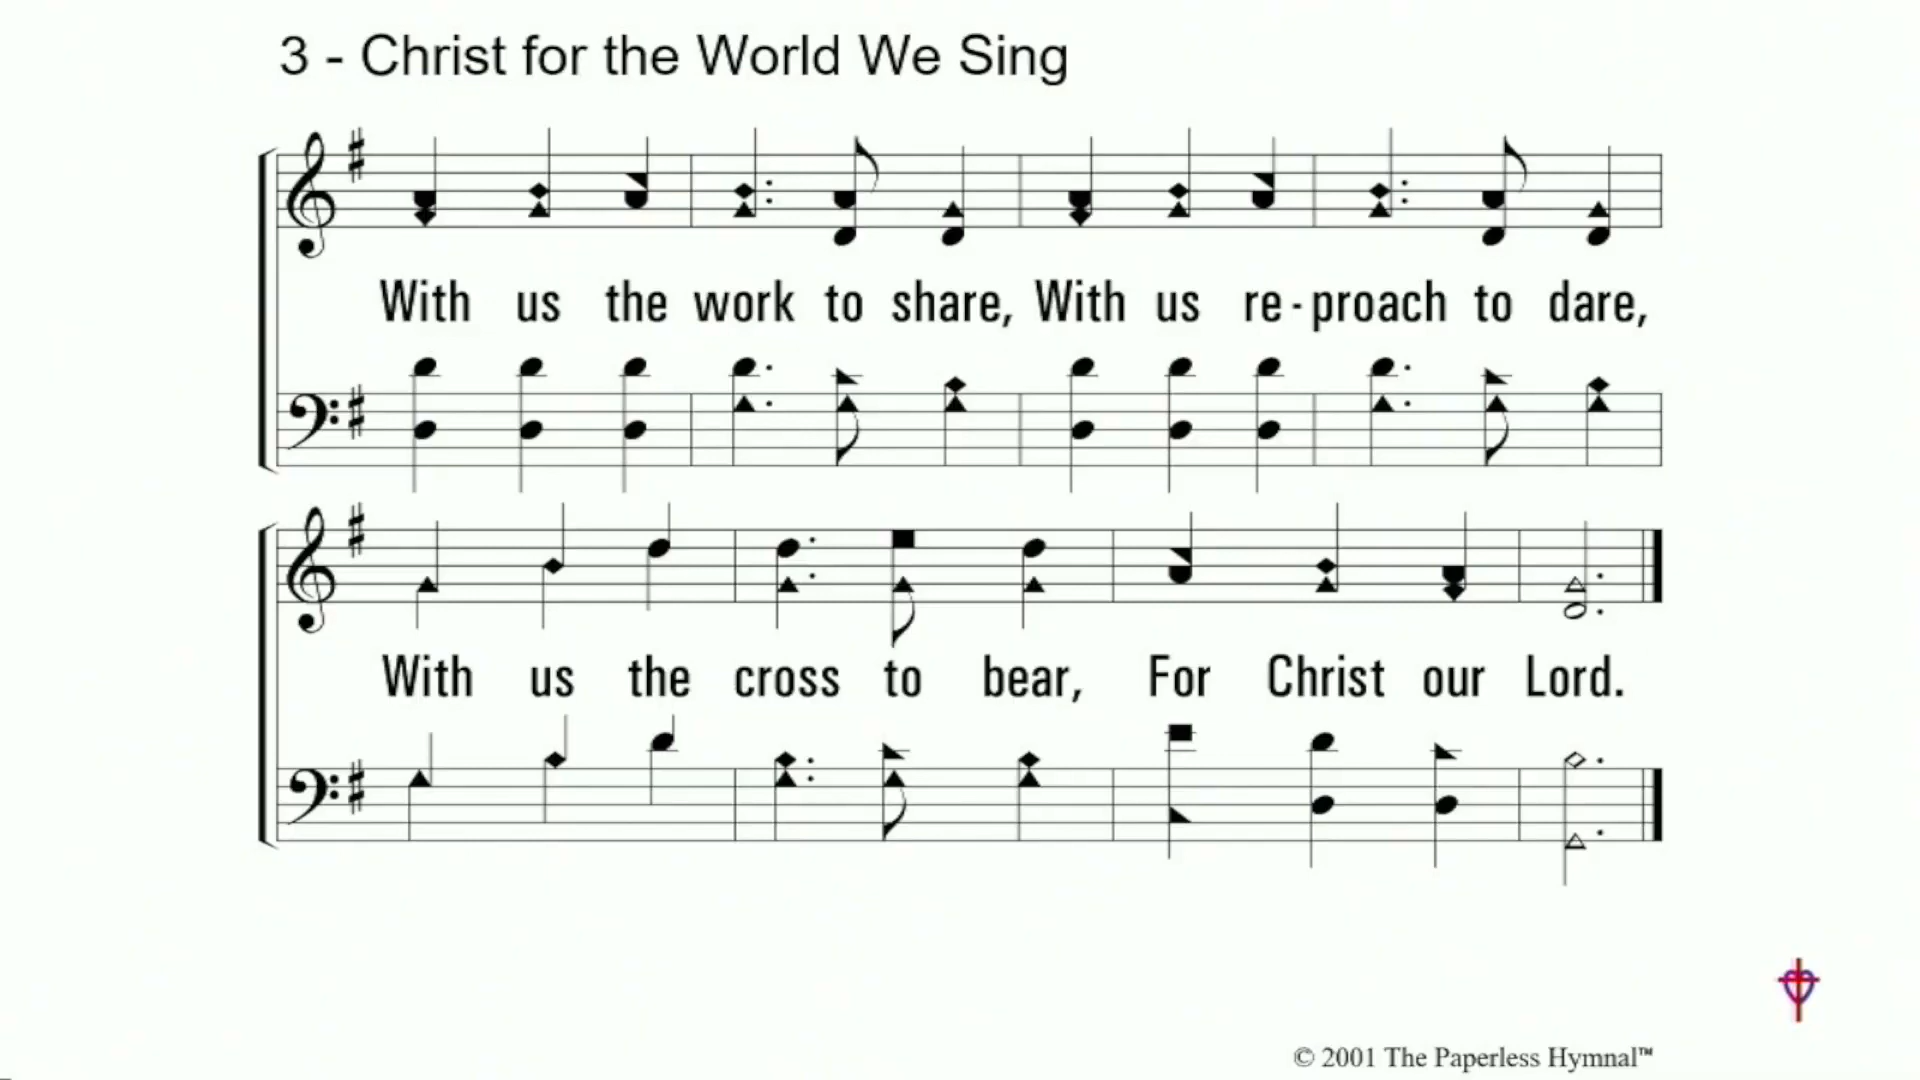 3 - Christ for the World We Sing
With us the work to share, With us re - proach to dare,
With us the cross to bear, For Christ our Lord.
© 2001 The Paperless Hymnal™